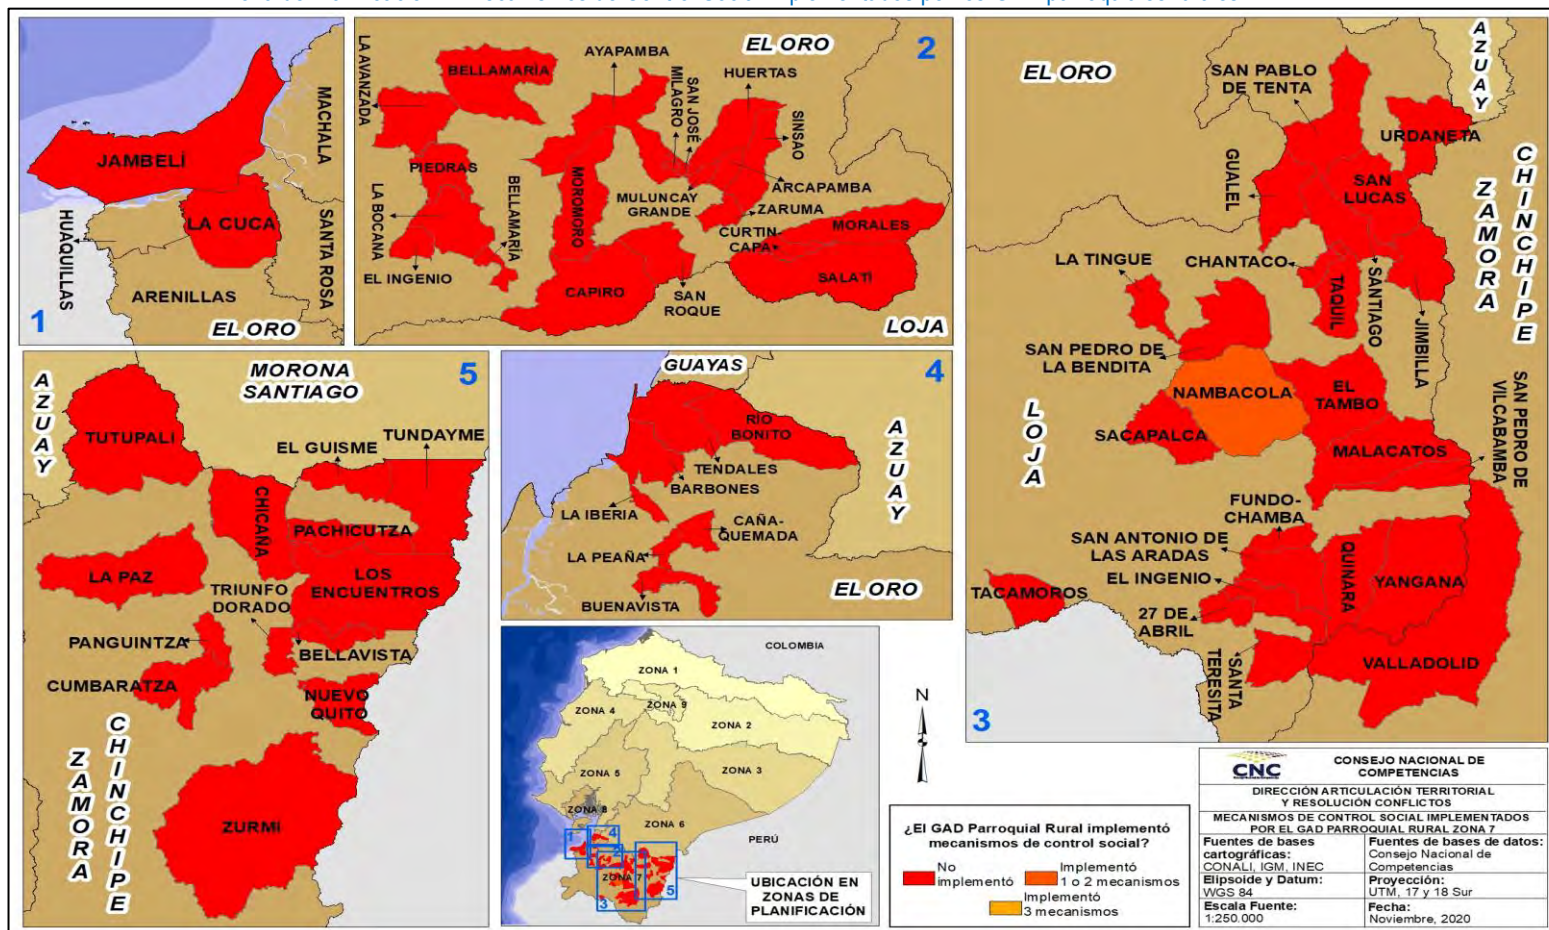 JAMBELÍ
LA CUCA
HUAQUILLAS
ARENILLAS
MACHALA
SANTA ROSA
EL ORO
1
EL ORO
2
LA AVANZADA
BELLAMARÍA
AYAPAMBA
MILAGRO
SAN JOSÉ
HUERTAS
SINSAO
PIEDRAS
LA BOCANA
BELLAMARÍA
MOROMORO
MULUNCAY
GRANDE
ARCAPAMBA
ZARUMA
CURTIN-
CAPA
MORALES
SALATÍ
EL INGENIO
CAPIRO
SAN
ROQUE
LOJA
EL ORO
AZUAY
SAN PABLO
DE TENTA
URDANETA
GUALEL
SAN
LUCAS
ZAMORA
CHINCHIPE
LA TINGUE
CHANTACO
TAQUIL
SANTIAGO
JIMBILLA
SAN PEDRO DE
LA BENDITA
NAMBACOLA
EL
TAMBO
SACAPALCA
MALACATOS
SAN PEDRO DE
VILCABAMBA
LOJA
FUNDO-
CHAMBA
SAN ANTONIO DE
LAS ARADAS
EL INGENIO
QUINARA
YANGANA
TACAMOROS
27 DE
ABRIL
SANTA
TERESITA
VALLADOLID
3
MORONA
SANTIAGO
5
AZUAY
TUTUPALI
EL GUISME
TUNDAYME
CHICAÑA
PACHICUTZA
LA PAZ
TRIUNFO
DORADO
LOS
ENCUENTROS
PANGUINTZA
BELLAVISTA
CUMBARATZA
NUEVO
QUITO
ZAMORA
CHINCHIPE
ZURMI
GUAYAS
4
RÍO
BONITO
AZUAY
TENDALES
BARBONES
LA IBERIA
CAÑA-
QUEMADA
LA PEAÑA
BUENAVISTA
EL ORO
COLOMBIA
ZONA 1
ZONA 4
ZONA 9
ZONA 2
ZONA 5
ZONA 3
ZONA 8
ZONA 6
PERÚ
1
4
2
ZONA 7
5
3
UBICACIÓN EN
ZONAS DE
PLANIFICACIÓN
N
¿El GAD Parroquial Rural implementó
mecanismos de control social?
No
implementó
Implementó
1 o 2 mecanismos
Implementó
3 mecanismos
CNC
CONSEJO NACIONAL DE
COMPETENCIAS
DIRECCIÓN ARTICULACIÓN TERRITORIAL
Y RESOLUCIÓN CONFLICTOS
MECANISMOS DE CONTROL SOCIAL IMPLEMENTADOS
POR EL GAD PARROQUIAL RURAL ZONA 7
Fuentes de bases
cartográficas:
CONALI, IGM, INEC
Fuentes de bases de datos:
Consejo Nacional de
Competencias
Elipsoide y Datum:
WGS 84
Proyección:
UTM, 17 y 18 Sur
Escala Fuente:
1:250.000
Fecha:
Noviembre, 2020